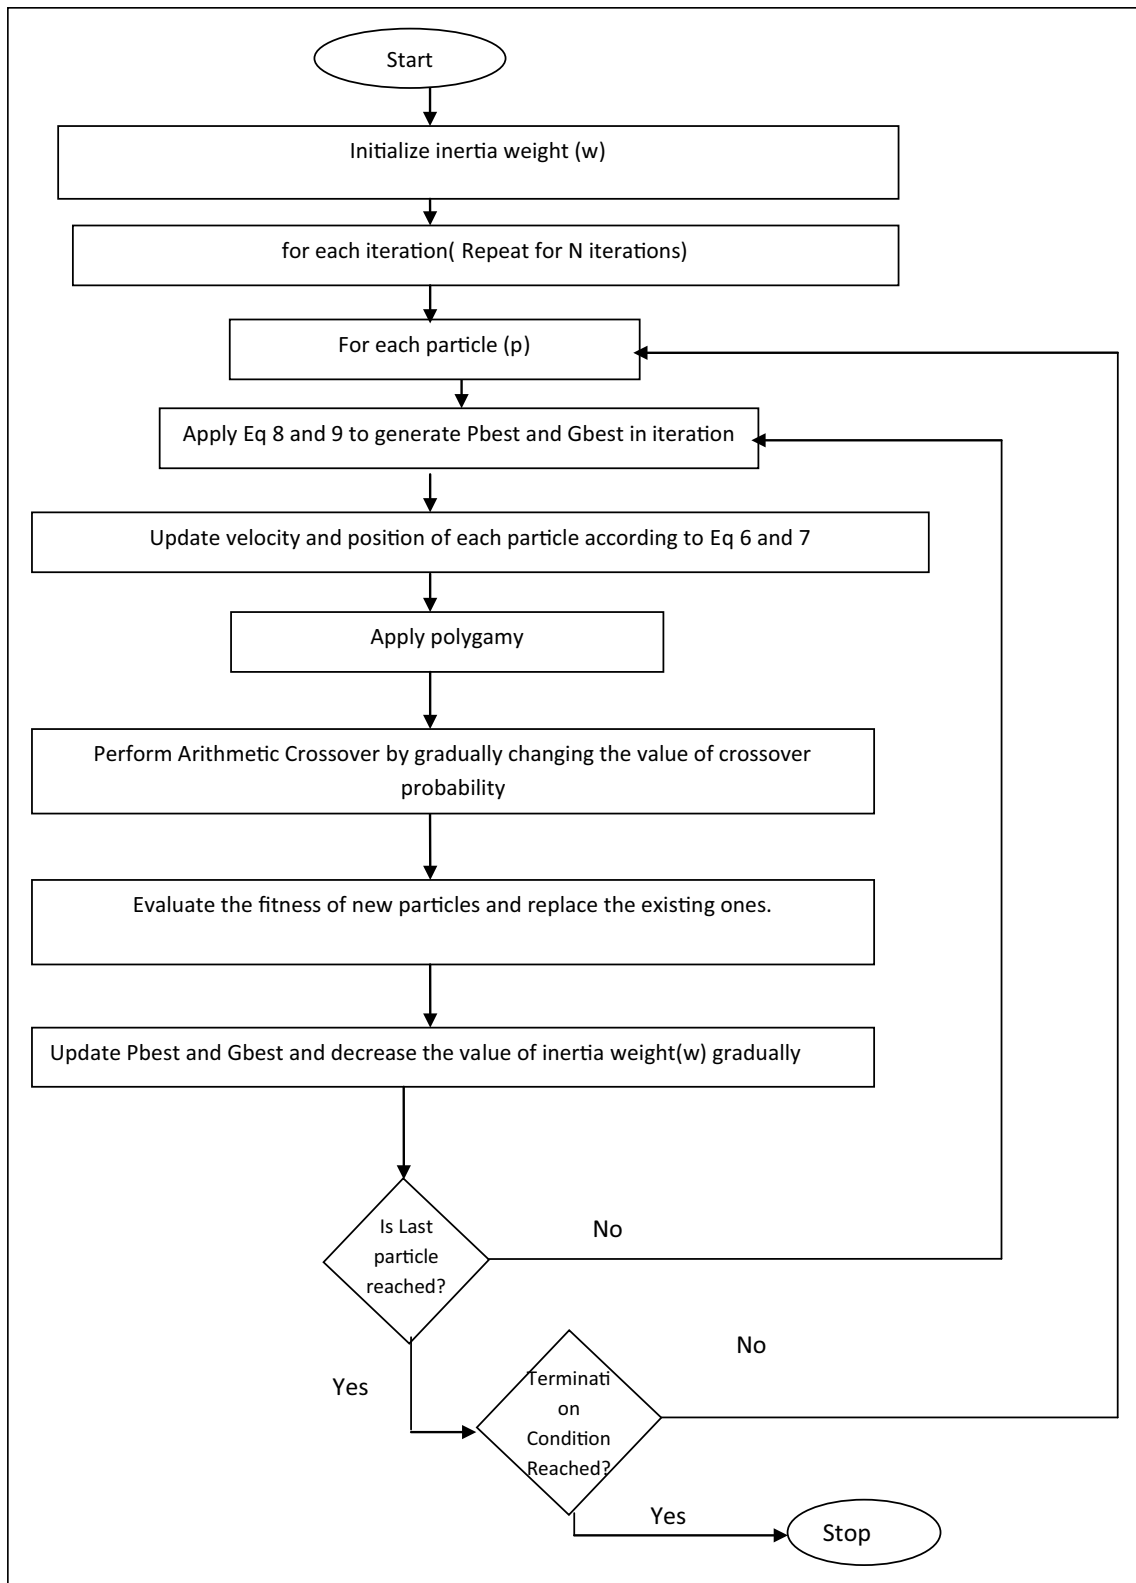 Start
Initialize inertia weight (w)
for each iteration( Repeat for N iterations)
For each particle (p)
Apply Eq 8 and 9 to generate Pbest and Gbest in iteration
Update velocity and position of each particle according to Eq 6 and 7
Apply polygamy
Perform Arithmetic Crossover by gradually changing the value of crossover
probability
Evaluate the fitness of new particles and replace the existing ones.
Update Pbest and Gbest and decrease the value of inertia weight(w) gradually
Is Last
particle
reached?
No
Yes
Terminati
on
Condition
Reached?
No
Yes
Stop